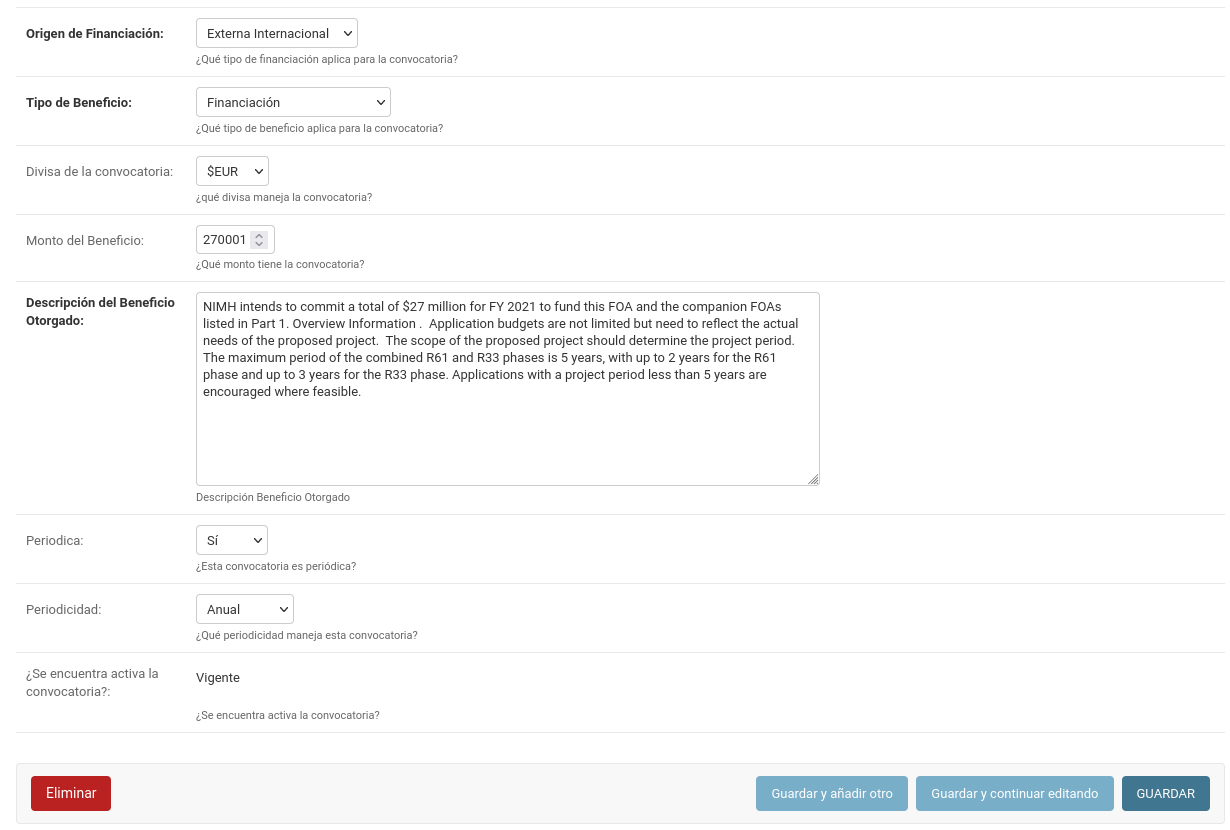 Origen de Financiación:
Externa Internacional
¿Qué tipo de financiación aplica para la convocatoria?
Tipo de Beneficio:
Financiación
¿Qué tipo de beneficio aplica para la convocatoria?
Divisa de la convocatoria:
$EUR
¿qué divisa maneja la convocatoria?
Monto del Beneficio:
270001
¿Qué monto tiene la convocatoria?
Descripción del Beneficio
Otorgado:
NIMH intends to commit a total of $27 million for FY 2021 to fund this FOA and the companion FOAs
listed in Part 1. Overview Information .  Application budgets are not limited but need to reflect the actual
needs of the proposed project.  The scope of the proposed project should determine the project period.
The maximum period of the combined R61 and R33 phases is 5 years, with up to 2 years for the R61
phase and up to 3 years for the R33 phase. Applications with a project period less than 5 years are
encouraged where feasible.
Descripción Beneficio Otorgado
Periodica:
Sí
¿Esta convocatoria es periódica?
Periodicidad:
Anual
¿Qué periodicidad maneja esta convocatoria?
¿Se encuentra activa la
convocatoria?:
Vigente
¿Se encuentra activa la convocatoria?
Eliminar
Guardar y añadir otro
Guardar y continuar editando
GUARDAR